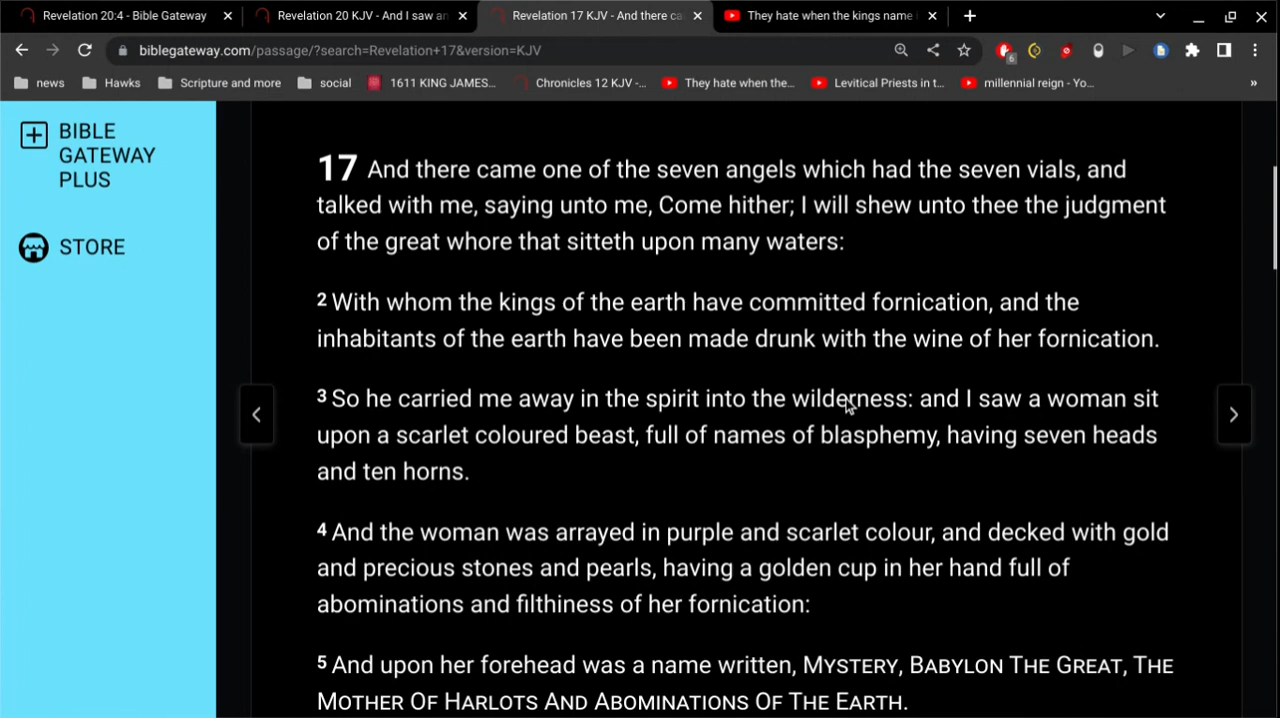 Revelation 20:4 - Bible Gateway
Revelation 20 KJV - And I saw an
Revelation 17 KJV - And there ca
They hate when the kings name i
biblegateway.com/passage/?search=Revelation+17&version=KJV
6
news
Hawks
Scripture and more
social
1611 KING JAMES...
Chronicles 12 KJV -...
They hate when the...
Levitical Priests in t...
millennial reign - Yo...
»
BIBLE
GATEWAY
PLUS
STORE
17 And there came one of the seven angels which had the seven vials, and
talked with me, saying unto me, Come hither; I will shew unto thee the judgment
of the great whore that sitteth upon many waters:
2 With whom the kings of the earth have committed fornication, and the
inhabitants of the earth have been made drunk with the wine of her fornication.
3 So he carried me away in the spirit into the wilderness: and I saw a woman sit
upon a scarlet coloured beast, full of names of blasphemy, having seven heads
and ten horns.
4 And the woman was arrayed in purple and scarlet colour, and decked with gold
and precious stones and pearls, having a golden cup in her hand full of
abominations and filthiness of her fornication:
5 And upon her forehead was a name written, Mystery, Babylon The Great, The
Mother Of Harlots And Abominations Of The Earth.